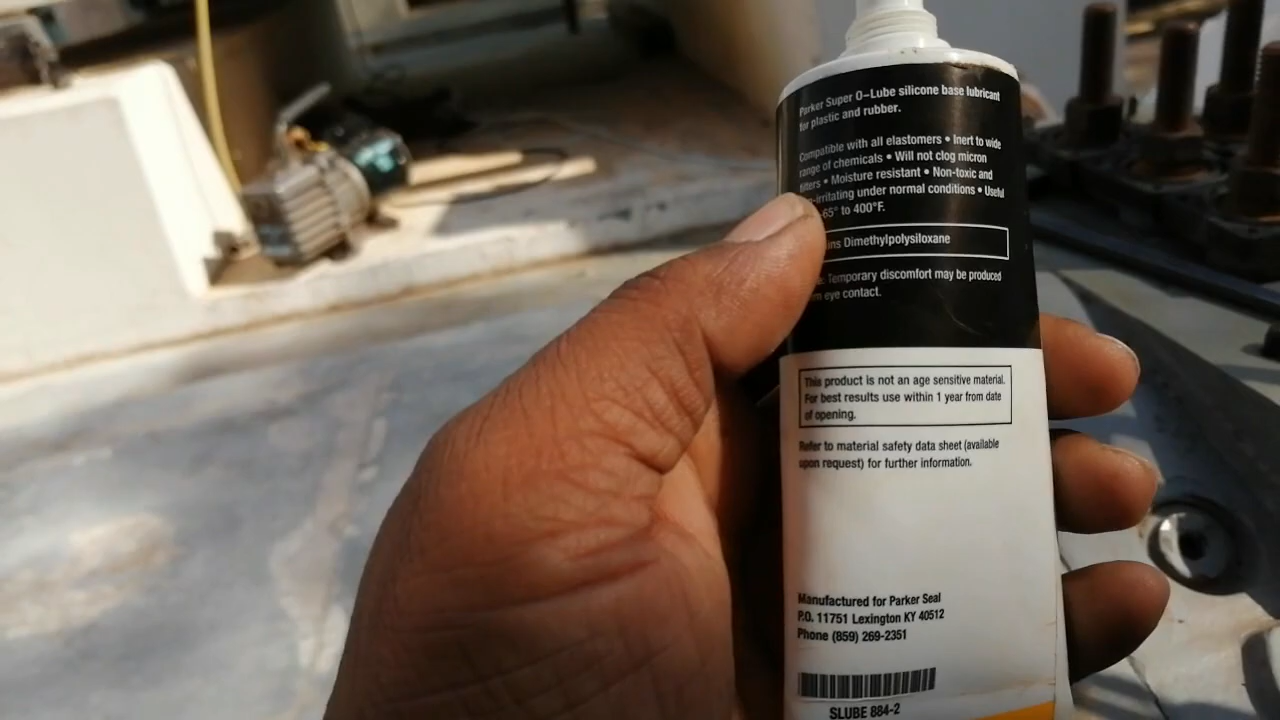 Parker Super O-Lube silicone base lubricant
for plastic and rubber.
Compatible with all elastomers • Inert to wide
range of chemicals • Will not clog micron
filters • Moisture resistant • Non-toxic and
-irritating under normal conditions • Useful
-65° to 400°F.
ins Dimethylpolysiloxane
Temporary discomfort may be produced
eye contact.
This product is not an age sensitive material.
For best results use within 1 year from date
of opening.
Refer to material safety data sheet (available
upon request) for further information.
Manufactured for Parker Seal
P.O. 11751 Lexington KY 40512
Phone (859) 269-2351
SLUBE 884-2